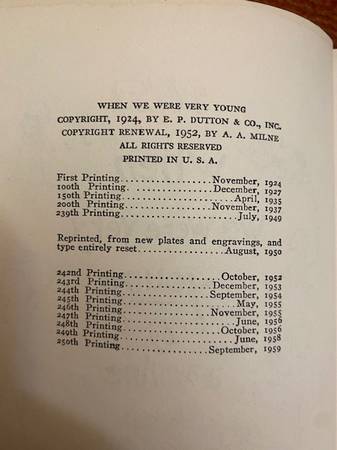 WHEN WE WERE VERY YOUNG
COPYRIGHT, 1924, BY E. P. DUTTON & CO., INC.
COPYRIGHT RENEWAL, 1952, BY A. A. MILNE
ALL RIGHTS RESERVED
PRINTED IN U. S. A.
First Printing....................November, 1924
100th Printing....................December, 1927
150th Printing....................April, 1935
200th Printing....................November, 1937
239th Printing....................July, 1949
Reprinted, from new plates and engravings, and
type entirely reset....................August, 1950
242nd Printing....................October, 1952
243rd Printing....................December, 1953
244th Printing....................September, 1954
245th Printing....................May, 1955
246th Printing....................November, 1955
247th Printing....................June, 1956
248th Printing....................October, 1956
249th Printing....................June, 1958
250th Printing....................September, 1959